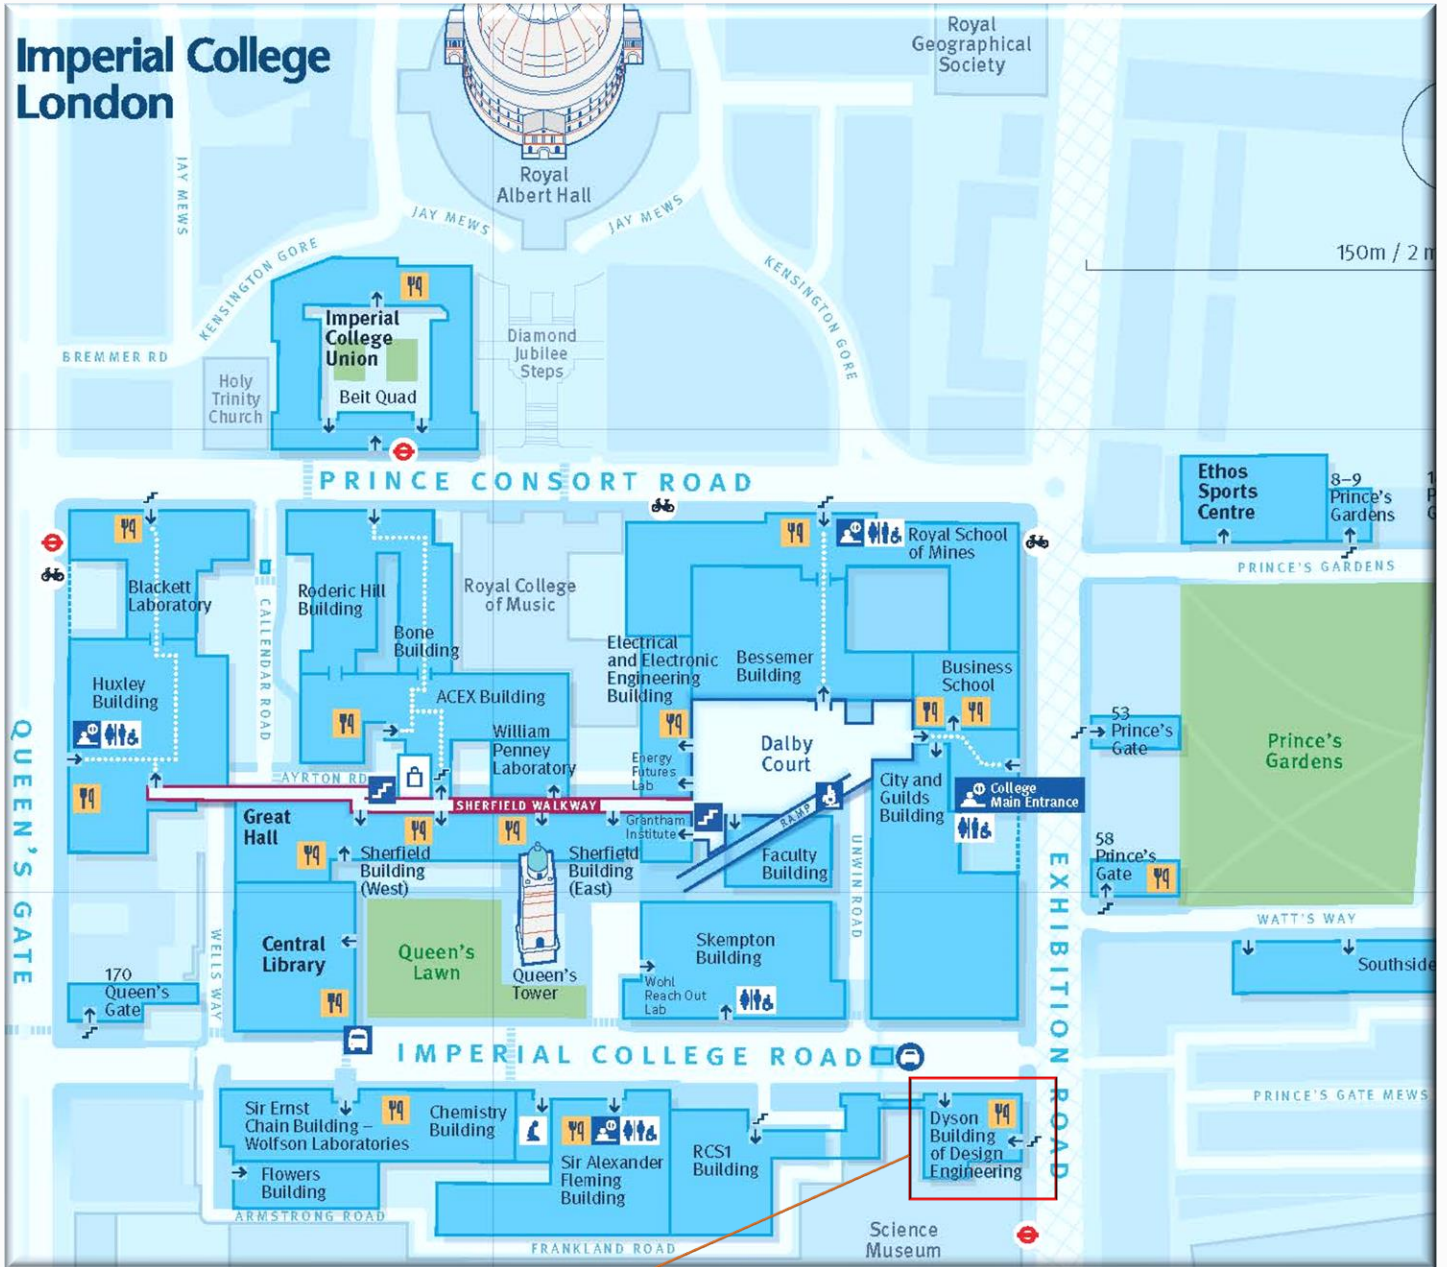 Imperial College
London
Royal
Geographical
Society
Royal
Albert Hall
JAY MEWS
JAY MEWS
JAY MEWS
KENSINGTON GORE
KENSINGTON GORE
150m / 2 m
BREMMER RD
Imperial
College
Union
Beit Quad
Holy
Trinity
Church
Diamond
Jubilee
Steps
PRINCE CONSORT ROAD
Ethos
Sports
Centre
8–9
Prince's
Gardens
PRINCE'S GARDENS
Blackett
Laboratory
CALLENDAR ROAD
Roderic Hill
Building
Bone
Building
Royal College
of Music
Royal School
of Mines
Electrical
and Electronic
Engineering
Building
Bessemer
Building
Business
School
Huxley
Building
ACEX Building
William
Penney
Laboratory
Energy
Futures
Lab
Dalby
Court
City and
Guilds
Building
College
Main Entrance
53
Prince's
Gate
Prince's
Gardens
QUEEN'S GATE
AYRTON RD
SHERFIELD WALKWAY
RAMP
Great
Hall
Sherfield
Building
(West)
Sherfield
Building
(East)
Grantham
Institute
Faculty
Building
UNWIN ROAD
58
Prince's
Gate
EXHIBITION ROAD
WATT'S WAY
Southside
Central
Library
WELLS WAY
Queen's
Lawn
Queen's
Tower
Skempton
Building
Wohl
Reach Out
Lab
170
Queen's
Gate
IMPERIAL COLLEGE ROAD
PRINCE'S GATE MEWS
Sir Ernst
Chain Building –
Wolfson Laboratories
Chemistry
Building
Flowers
Building
Sir Alexander
Fleming
Building
RCS1
Building
Dyson
Building
of Design
Engineering
ARMSTRONG ROAD
FRANKLAND ROAD
Science
Museum